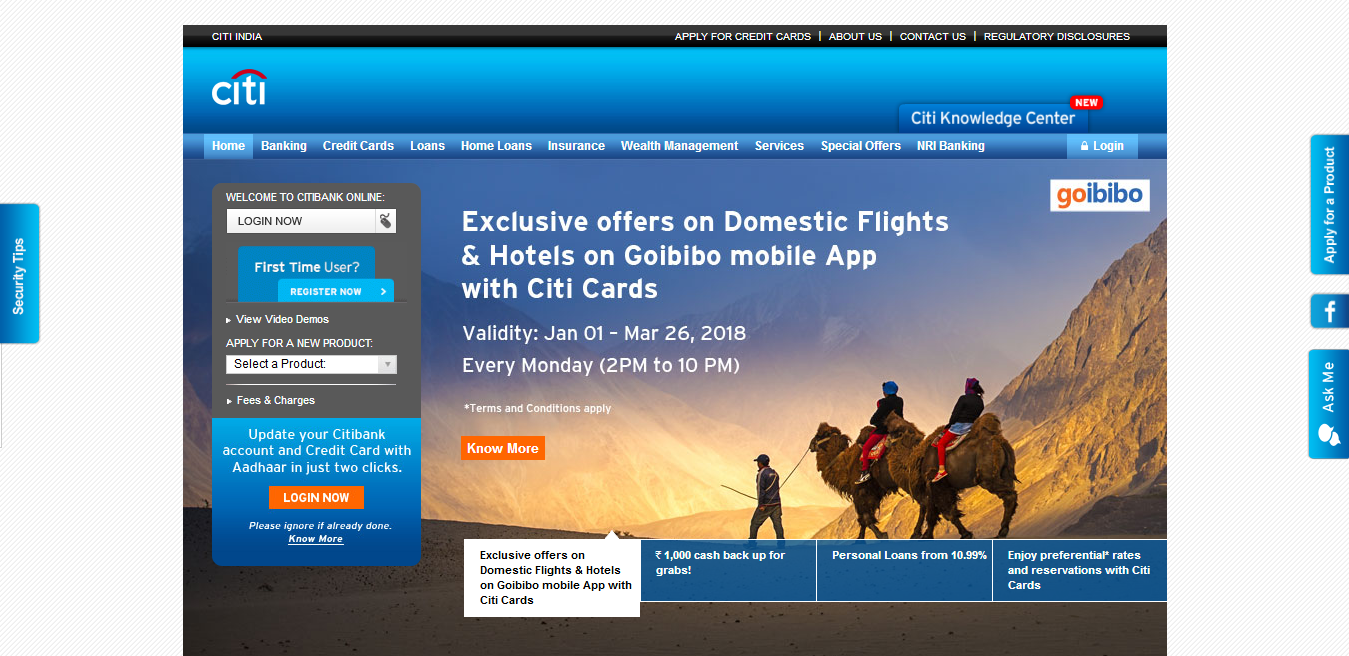 CITI INDIA
APPLY FOR CREDIT CARDS | ABOUT US | CONTACT US | REGULATORY DISCLOSURES
citi
NEW
Citi Knowledge Center
Home Banking Credit Cards Loans Home Loans Insurance Wealth Management Services Special Offers NRI Banking Login
Security Tips
WELCOME TO CITIBANK ONLINE:
LOGIN NOW
First Time User?
REGISTER NOW >
View Video Demos
APPLY FOR A NEW PRODUCT:
Select a Product:
Fees & Charges
Update your Citibank
account and Credit Card with
Aadhaar in just two clicks.
LOGIN NOW
Please ignore if already done.
Know More
goibibo
Exclusive offers on Domestic Flights
& Hotels on Goibibo mobile App
with Citi Cards
Validity: Jan 01 – Mar 26, 2018
Every Monday (2PM to 10 PM)
*Terms and Conditions apply
Know More
Exclusive offers on
Domestic Flights & Hotels
on Goibibo mobile App with
Citi Cards
₹ 1,000 cash back up for
grabs!
Personal Loans from 10.99%
Enjoy preferential* rates
and reservations with Citi
Cards
Apply for a Product
f
Ask Me